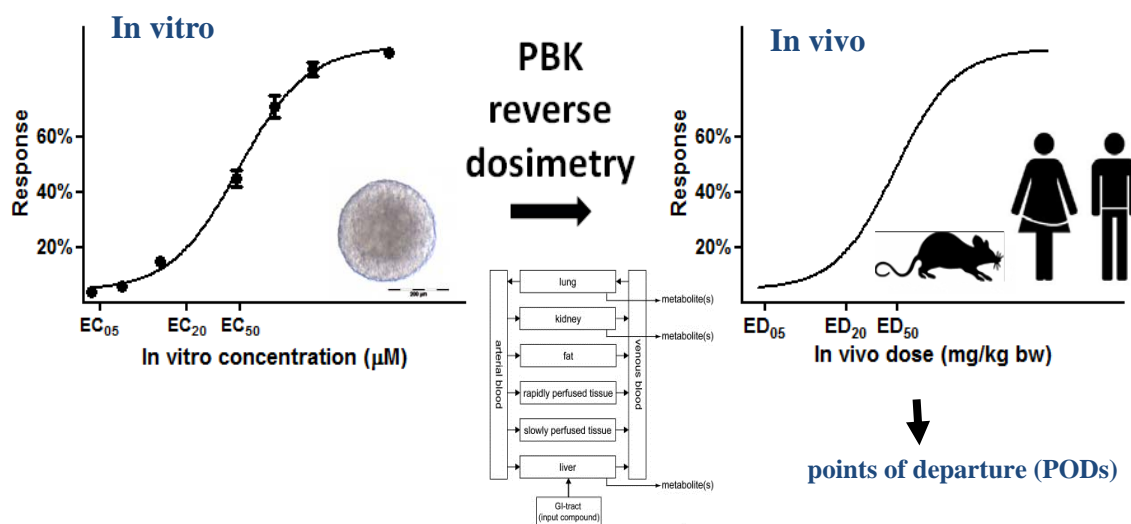 In vitro
Response
60%
40%
20%
EC05
EC20
EC50
In vitro concentration (μM)
200 μm
PBK
reverse
dosimetry
arterial blood
venous blood
lung
metabolite(s)
kidney
metabolite(s)
fat
rapidly perfused tissue
slowly perfused tissue
liver
metabolite(s)
GI-tract
(input compound)
In vivo
Response
60%
40%
20%
ED05
ED20
ED50
In vivo dose (mg/kg bw)
points of departure (PODs)